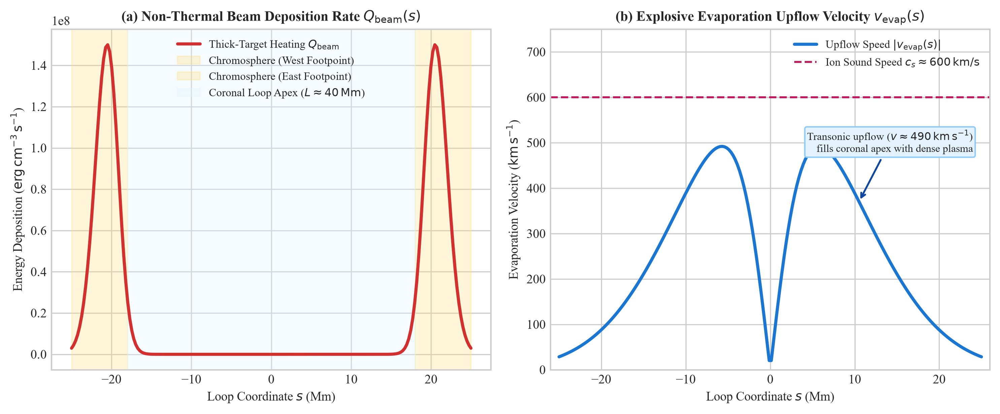 (a) Non-Thermal Beam Deposition Rate Q_beam(s)
1e8
Thick-Target Heating Q_beam
Chromosphere (West Footpoint)
Chromosphere (East Footpoint)
Coronal Loop Apex (L ≈ 40 Mm)
Energy Deposition (erg cm⁻³ s⁻¹)
1.4
1.2
1.0
0.8
0.6
0.4
0.2
0.0
−20 −10 0 10 20
Loop Coordinate s (Mm)
(b) Explosive Evaporation Upflow Velocity v_evap(s)
Upflow Speed |v_evap(s)|
Ion Sound Speed c_s ≈ 600 km/s
Transonic upflow (v ≈ 490 km s⁻¹)
fills coronal apex with dense plasma
Evaporation Velocity (km s⁻¹)
700
600
500
400
300
200
100
0
−20 −10 0 10 20
Loop Coordinate s (Mm)